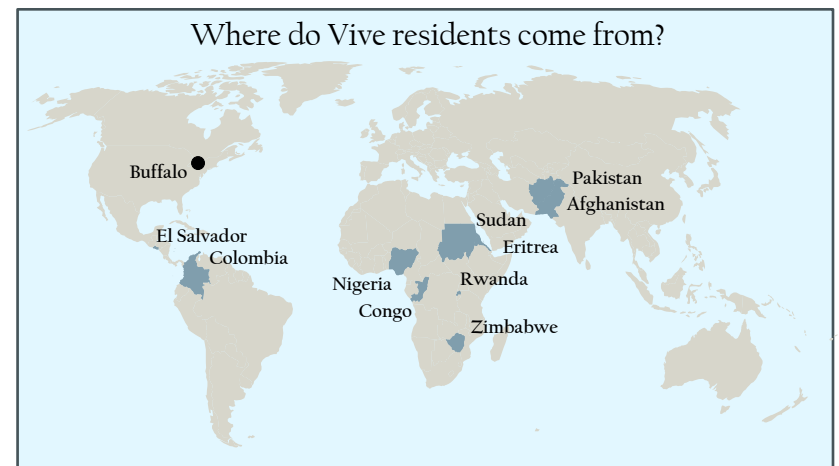 Where do Vive residents come from?
Buffalo
Pakistan
Afghanistan
Sudan
El Salvador
Eritrea
Colombia
Rwanda
Nigeria
Congo
Zimbabwe